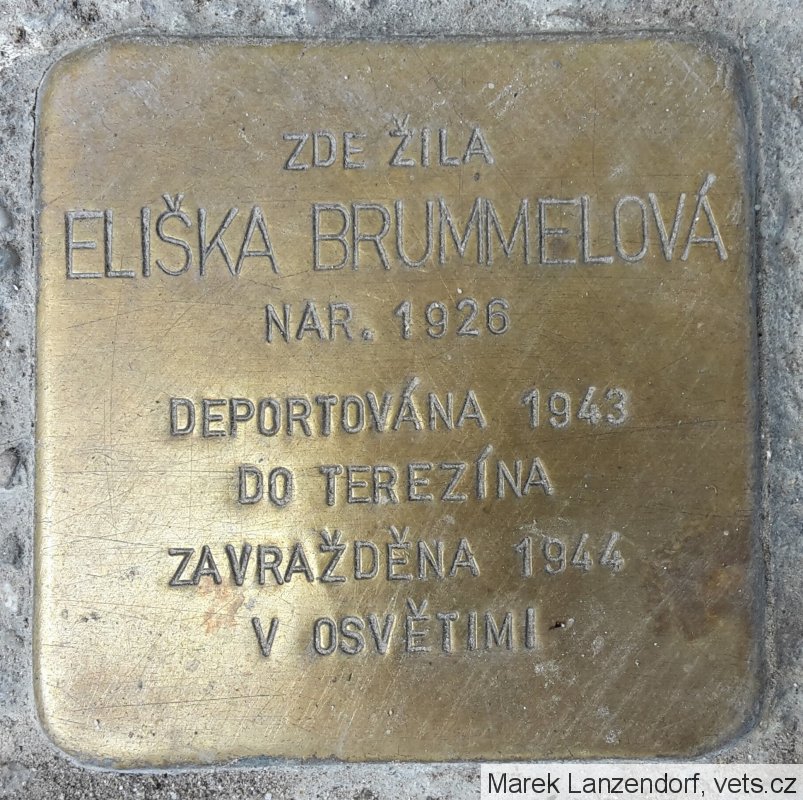 ZDE ŽILA
ELIŠKA BRUMMELOVÁ
NAR. 1926
DEPORTOVÁNA 1943
DO TEREZÍNA
ZAVRAŽDĚNA 1944
V OSVĚTIMI
Marek Lanzendorf, vets.cz